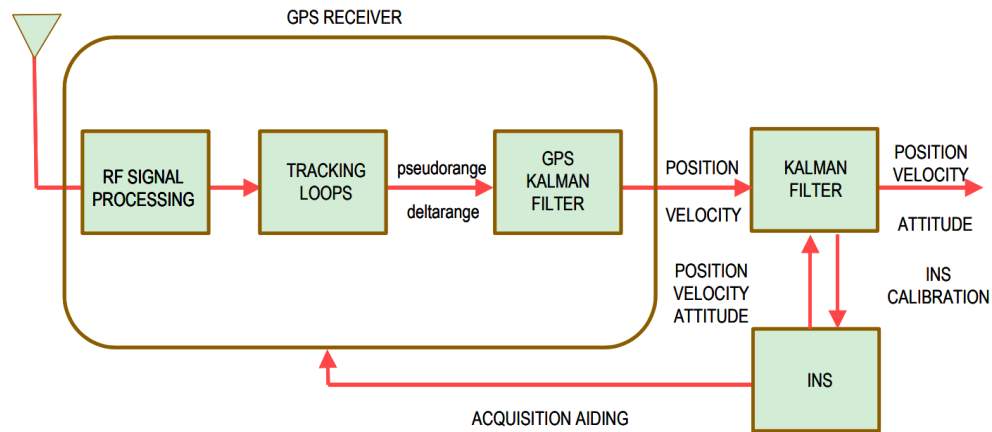 GPS RECEIVER
RF SIGNAL
PROCESSING
TRACKING
LOOPS
pseudorange
deltarange
GPS
KALMAN
FILTER
POSITION
VELOCITY
KALMAN
FILTER
POSITION
VELOCITY
ATTITUDE
POSITION
VELOCITY
ATTITUDE
INS
CALIBRATION
INS
ACQUISITION AIDING